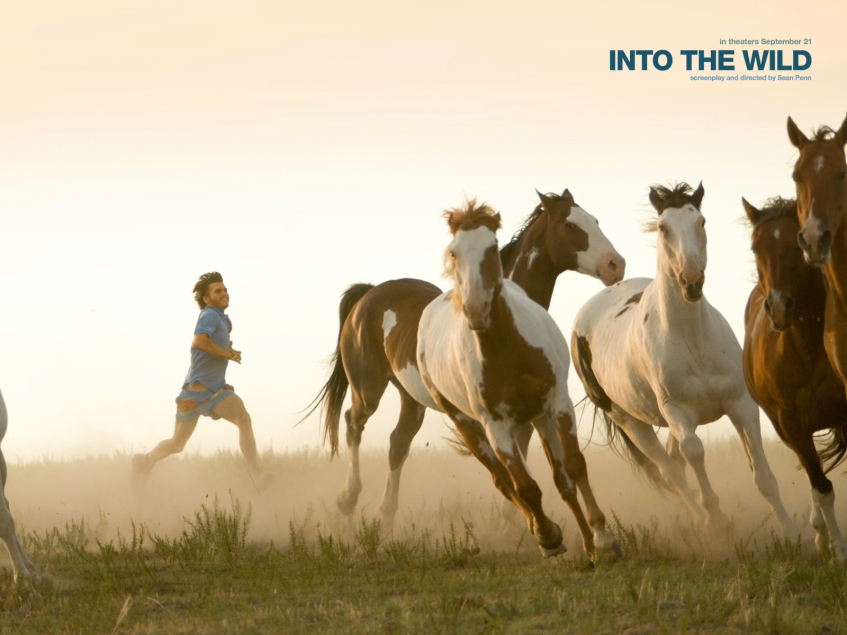 in theaters September 21
INTO THE WILD
screenplay and directed by Sean Penn